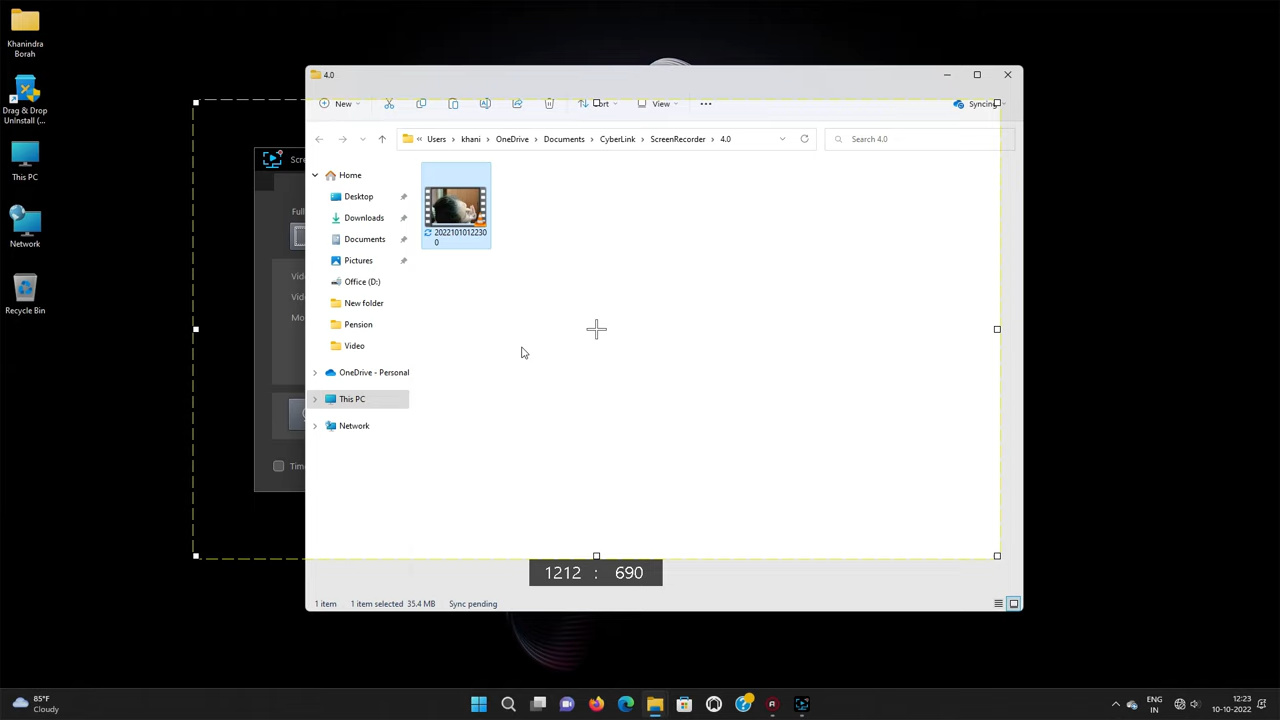 Khanindra
Borah
Drag & Drop
UnInstall (...
This PC
Network
Recycle Bin
4.0
New
Sort
View
Syncing
Users
khani
OneDrive
Documents
CyberLink
ScreenRecorder
4.0
Search 4.0
Home
Desktop
Downloads
Documents
Pictures
Office (D:)
New folder
Pension
Video
OneDrive - Personal
This PC
Network
2022101012230
0
Full
Time
1212 : 690
1 item
1 item selected 35.4 MB
Sync pending
85°F
Cloudy
ENG
IN
12:23
10-10-2022